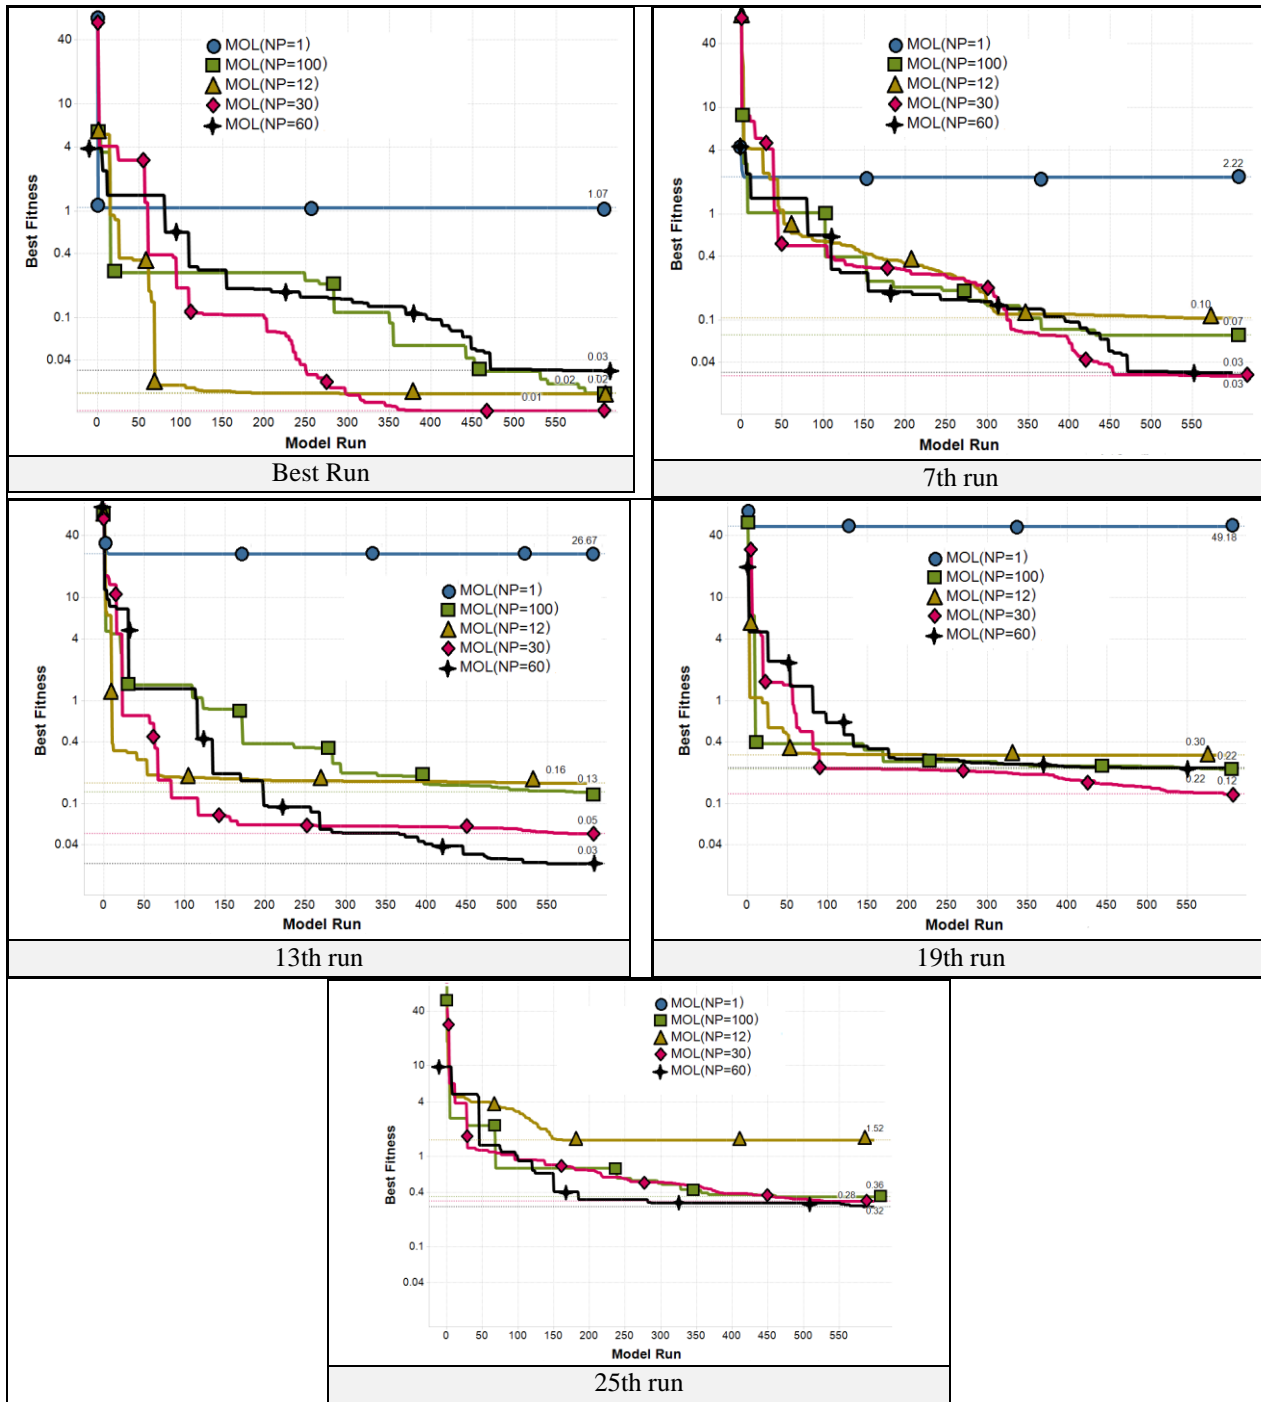 MOL(NP=1)
MOL(NP=100)
MOL(NP=12)
MOL(NP=30)
MOL(NP=60)
40
10
4
1
0.4
0.1
0.04
Best Fitness
1.07
0.03
0.02
0.02
0.01
0 50 100 150 200 250 300 350 400 450 500 550
Model Run
Best Run
MOL(NP=1)
MOL(NP=100)
MOL(NP=12)
MOL(NP=30)
MOL(NP=60)
40
10
4
1
0.4
0.1
0.04
Best Fitness
2.22
0.10
0.07
0.03
0.03
0 50 100 150 200 250 300 350 400 450 500 550
Model Run
7th run
40
10
4
1
0.4
0.1
0.04
Best Fitness
26.67
MOL(NP=1)
MOL(NP=100)
MOL(NP=12)
MOL(NP=30)
MOL(NP=60)
0.16
0.13
0.05
0.03
0 50 100 150 200 250 300 350 400 450 500 550
Model Run
13th run
40
10
4
1
0.4
0.1
0.04
Best Fitness
49.18
MOL(NP=1)
MOL(NP=100)
MOL(NP=12)
MOL(NP=30)
MOL(NP=60)
0.30
0.22
0.22
0.12
0 50 100 150 200 250 300 350 400 450 500 550
Model Run
19th run
MOL(NP=1)
MOL(NP=100)
MOL(NP=12)
MOL(NP=30)
MOL(NP=60)
40
10
4
1
0.4
0.1
0.04
Best Fitness
1.52
0.36
0.28
0.32
0 50 100 150 200 250 300 350 400 450 500 550
Model Run
25th run